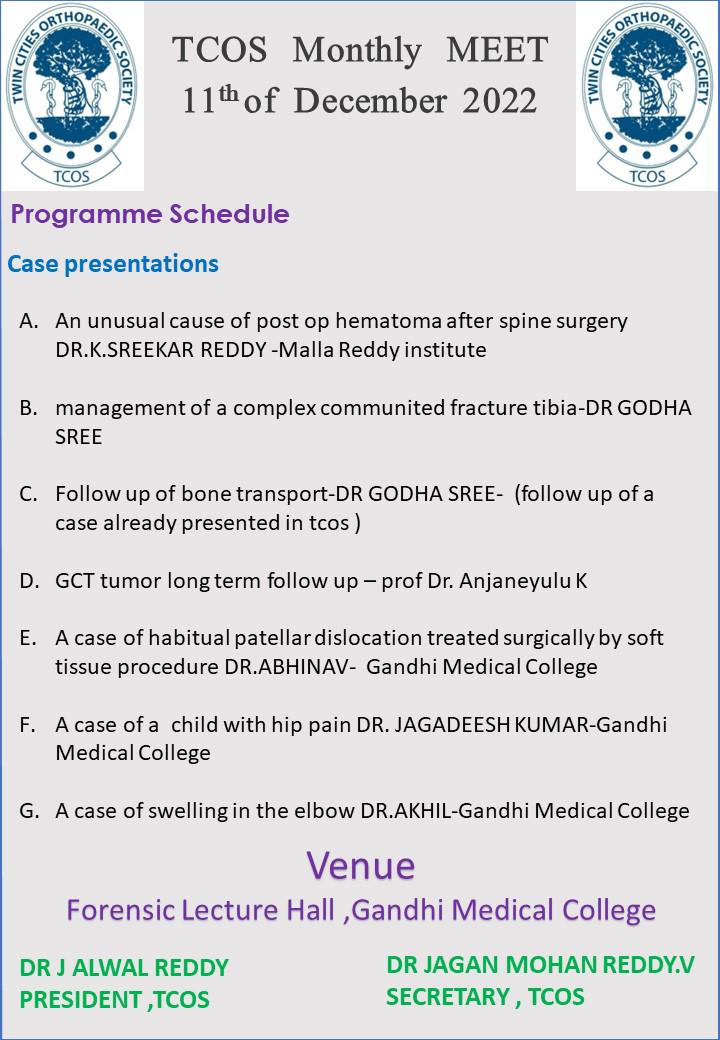 TWIN CITIES ORTHOPAEDIC SOCIETY
TCOS
TCOS Monthly MEET
11th of December 2022
TWIN CITIES ORTHOPAEDIC SOCIETY
TCOS
Programme Schedule
Case presentations
A. An unusual cause of post op hematoma after spine surgery
DR.K.SREEKAR REDDY -Malla Reddy institute
B. management of a complex communited fracture tibia-DR GODHA
SREE
C. Follow up of bone transport-DR GODHA SREE- (follow up of a
case already presented in tcos )
D. GCT tumor long term follow up – prof Dr. Anjaneyulu K
E. A case of habitual patellar dislocation treated surgically by soft
tissue procedure DR.ABHINAV- Gandhi Medical College
F. A case of a child with hip pain DR. JAGADEESH KUMAR-Gandhi
Medical College
G. A case of swelling in the elbow DR.AKHIL-Gandhi Medical College
Venue
Forensic Lecture Hall ,Gandhi Medical College
DR J ALWAL REDDY
PRESIDENT ,TCOS
DR JAGAN MOHAN REDDY.V
SECRETARY , TCOS